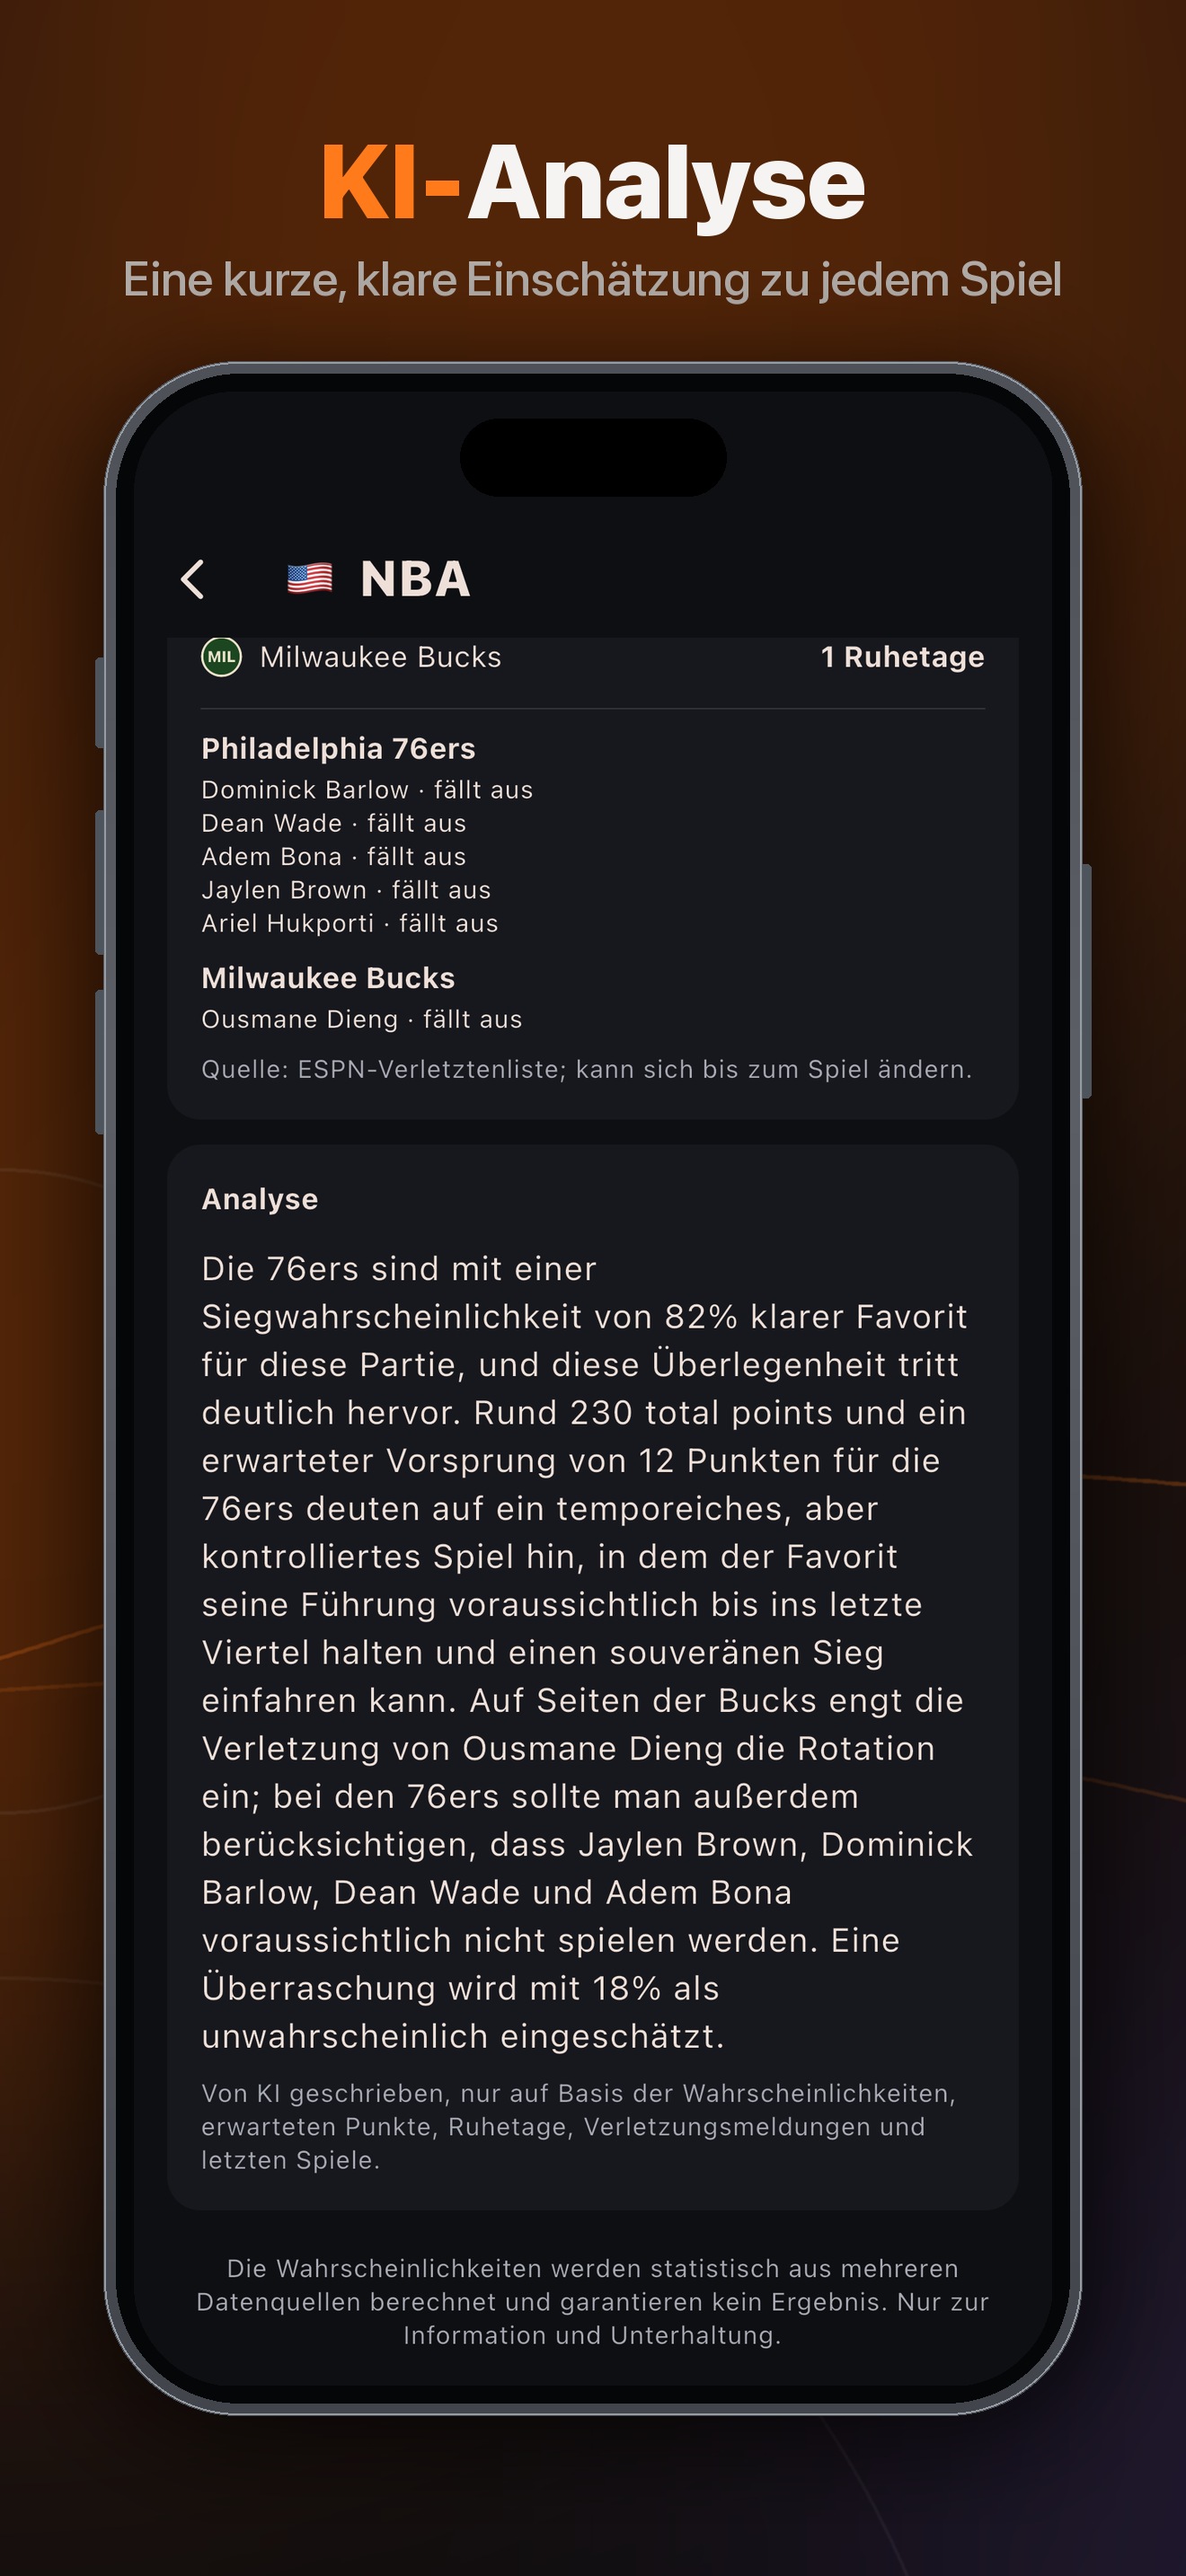 KI-Analyse
Eine kurze, klare Einschätzung zu jedem Spiel
NBA
MIL Milwaukee Bucks 1 Ruhetage
Philadelphia 76ers
Dominick Barlow · fällt aus
Dean Wade · fällt aus
Adem Bona · fällt aus
Jaylen Brown · fällt aus
Ariel Hukporti · fällt aus
Milwaukee Bucks
Ousmane Dieng · fällt aus
Quelle: ESPN-Verletztenliste; kann sich bis zum Spiel ändern.
Analyse
Die 76ers sind mit einer
Siegwahrscheinlichkeit von 82% klarer Favorit
für diese Partie, und diese Überlegenheit tritt
deutlich hervor. Rund 230 total points und ein
erwarteter Vorsprung von 12 Punkten für die
76ers deuten auf ein temporeiches, aber
kontrolliertes Spiel hin, in dem der Favorit
seine Führung voraussichtlich bis ins letzte
Viertel halten und einen souveränen Sieg
einfahren kann. Auf Seiten der Bucks engt die
Verletzung von Ousmane Dieng die Rotation
ein; bei den 76ers sollte man außerdem
berücksichtigen, dass Jaylen Brown, Dominick
Barlow, Dean Wade und Adem Bona
voraussichtlich nicht spielen werden. Eine
Überraschung wird mit 18% als
unwahrscheinlich eingeschätzt.
Von KI geschrieben, nur auf Basis der Wahrscheinlichkeiten,
erwarteten Punkte, Ruhetage, Verletzungsmeldungen und
letzten Spiele.
Die Wahrscheinlichkeiten werden statistisch aus mehreren
Datenquellen berechnet und garantieren kein Ergebnis. Nur zur
Information und Unterhaltung.